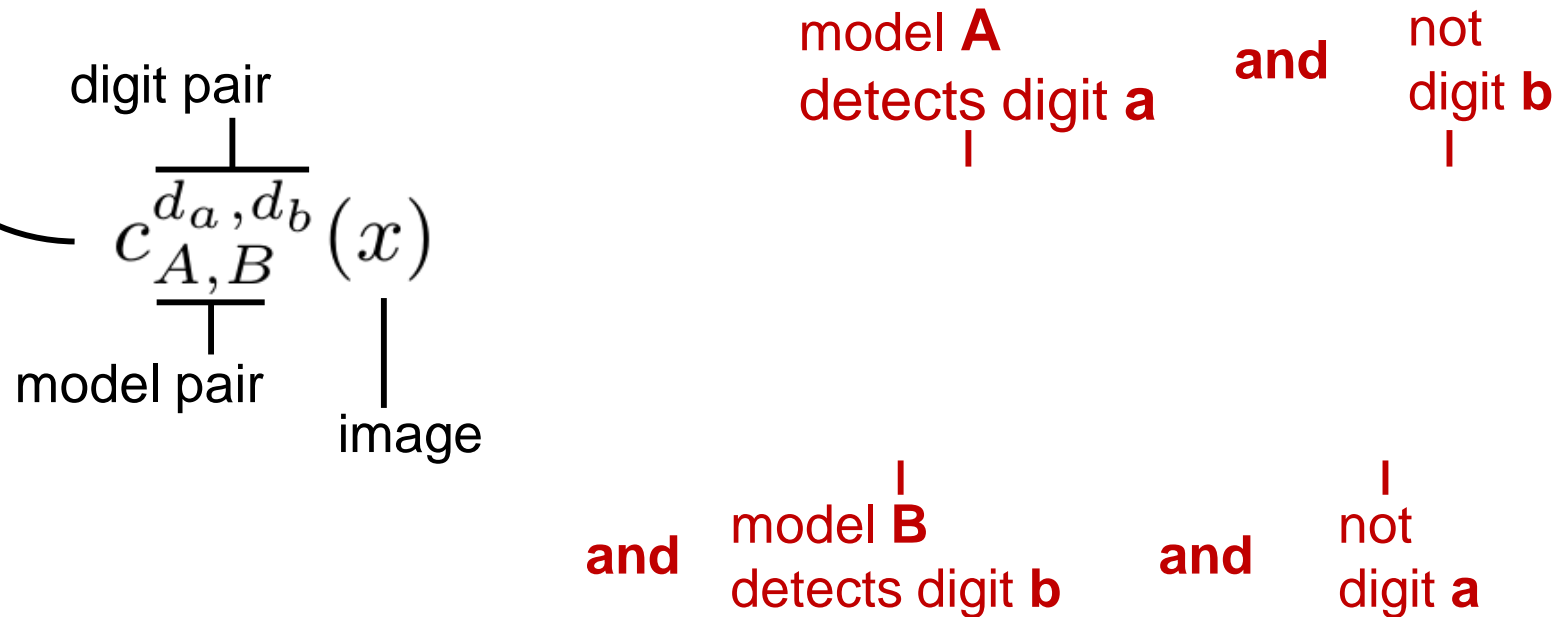 model A
detects digit a
and
not
digit b
digit pair
c_{A,B}^{d_a,d_b}(x)
model pair
image
and
model B
detects digit b
and
not
digit a